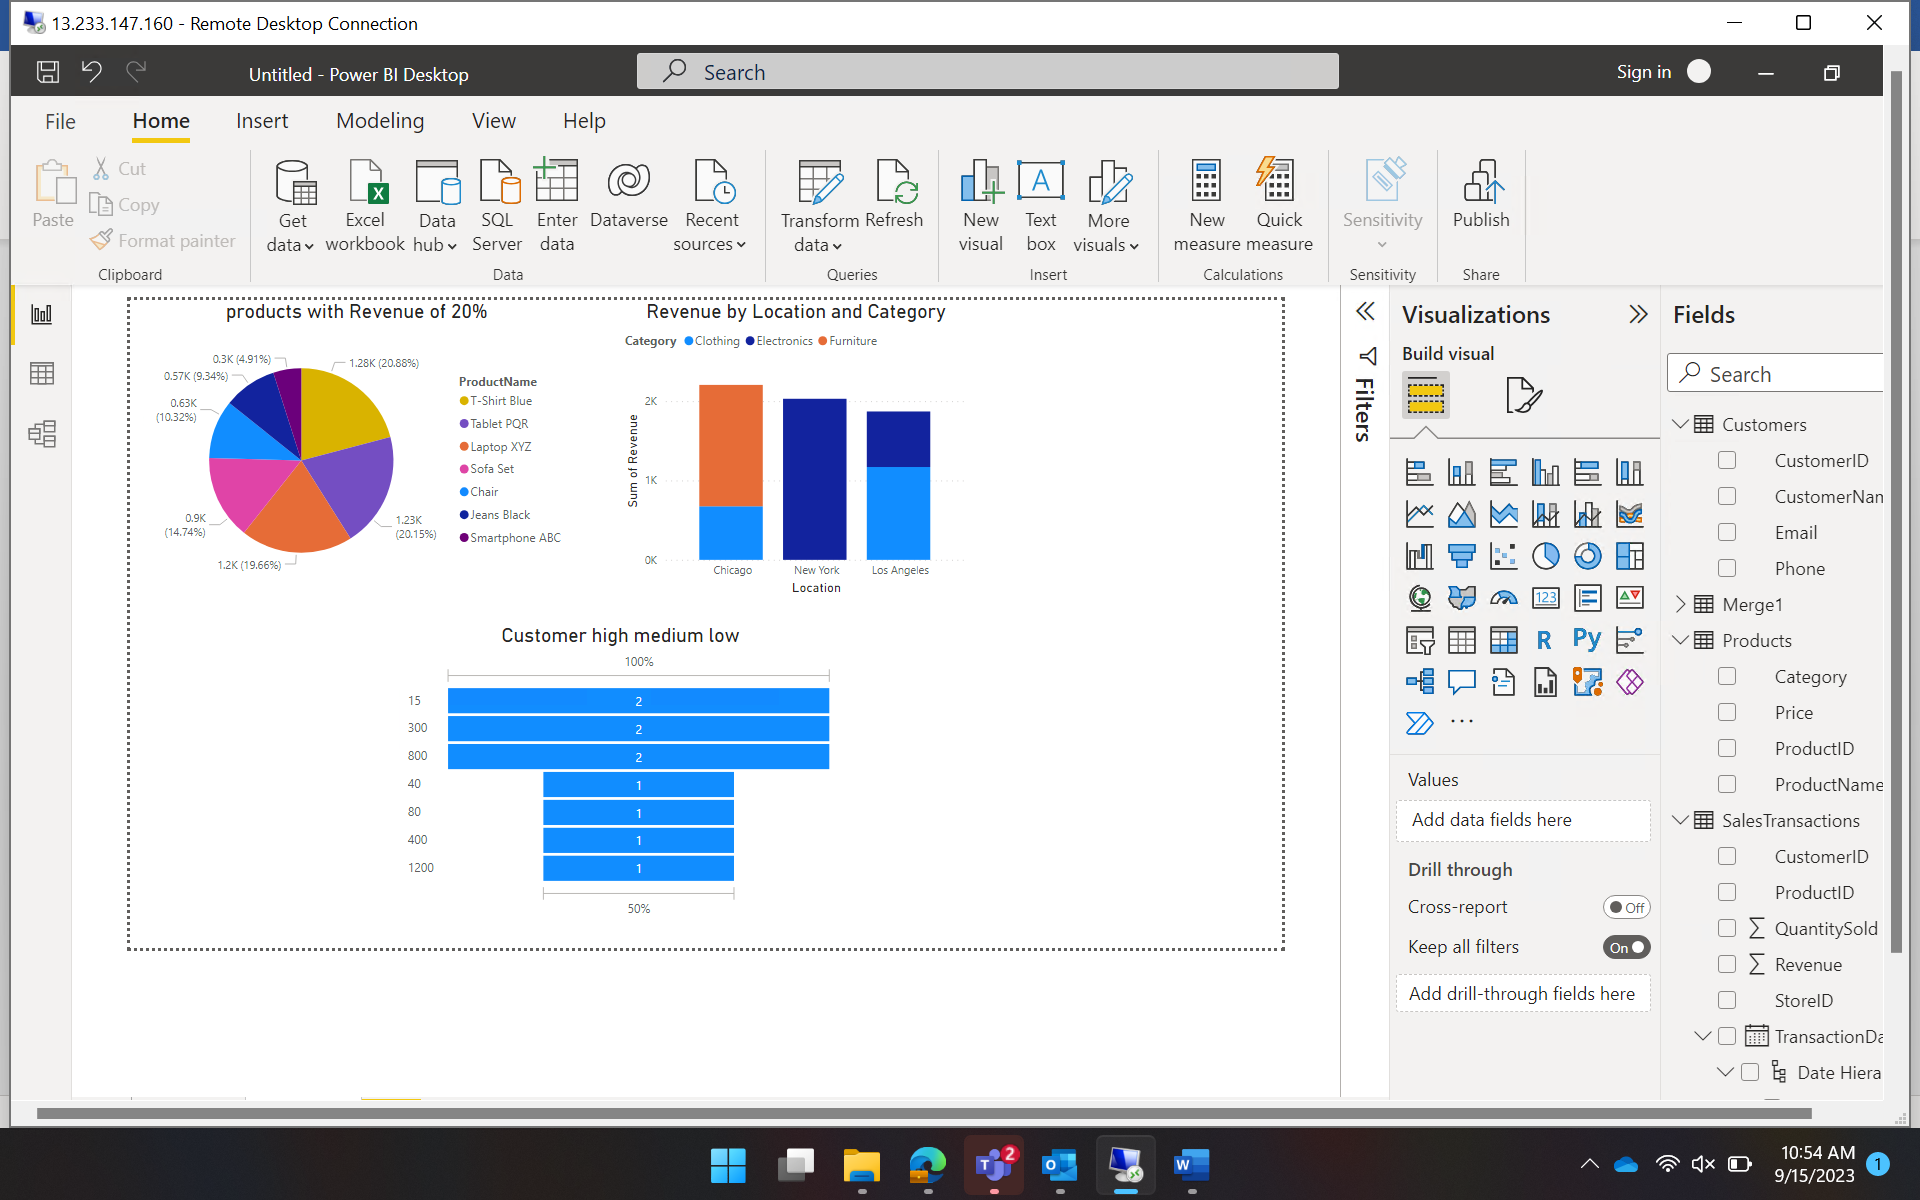 13.233.147.160 - Remote Desktop Connection
Untitled - Power BI Desktop
Search
Sign in
File Home Insert Modeling View Help
Paste
Cut
Copy
Format painter
Clipboard
Get data
Excel workbook
Data hub
SQL Server
Enter data
Dataverse
Recent sources
Data
Transform data
Refresh
Queries
New visual
Text box
More visuals
Insert
New measure
Quick measure
Calculations
Sensitivity
Sensitivity
Publish
Share
products with Revenue of 20%
0.3K (4.91%)
1.28K (20.88%)
0.57K (9.34%)
0.63K
(10.32%)
0.9K
(14.74%)
1.2K (19.66%)
1.23K
(20.15%)
ProductName
T-Shirt Blue
Tablet PQR
Laptop XYZ
Sofa Set
Chair
Jeans Black
Smartphone ABC
Revenue by Location and Category
Category Clothing Electronics Furniture
Sum of Revenue
2K
1K
0K
Chicago New York Los Angeles
Location
Customer high medium low
100%
15 2
300 2
800 2
40 1
80 1
400 1
1200 1
50%
Filters
Visualizations
Build visual
123
R Py
...
Values
Add data fields here
Drill through
Cross-report Off
Keep all filters On
Add drill-through fields here
Fields
Search
Customers
CustomerID
CustomerNam
Email
Phone
Merge1
Products
Category
Price
ProductID
ProductName
SalesTransactions
CustomerID
ProductID
∑ QuantitySold
∑ Revenue
StoreID
TransactionDa
Date Hiera
2
10:54 AM
9/15/2023
1